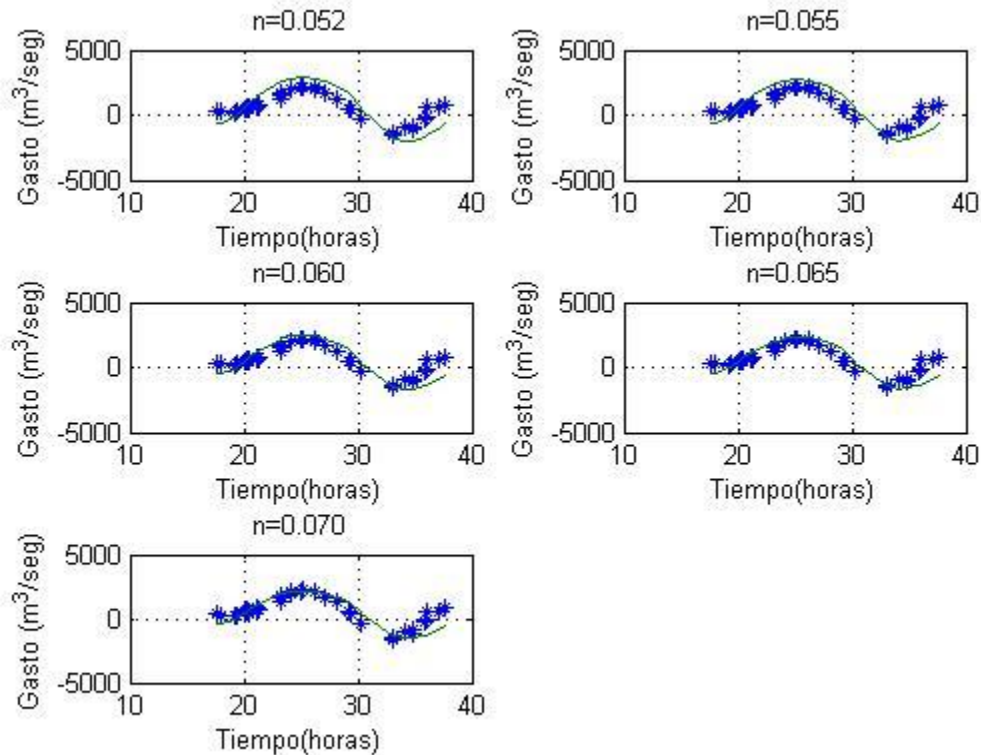 n=0.052
5000
0
-5000
10 20 30 40
Gasto (m³/seg)
Tiempo(horas)
n=0.055
5000
0
-5000
10 20 30 40
Gasto (m³/seg)
Tiempo(horas)
n=0.060
5000
0
-5000
10 20 30 40
Gasto (m³/seg)
Tiempo(horas)
n=0.065
5000
0
-5000
10 20 30 40
Gasto (m³/seg)
Tiempo(horas)
n=0.070
5000
0
-5000
10 20 30 40
Gasto (m³/seg)
Tiempo(horas)